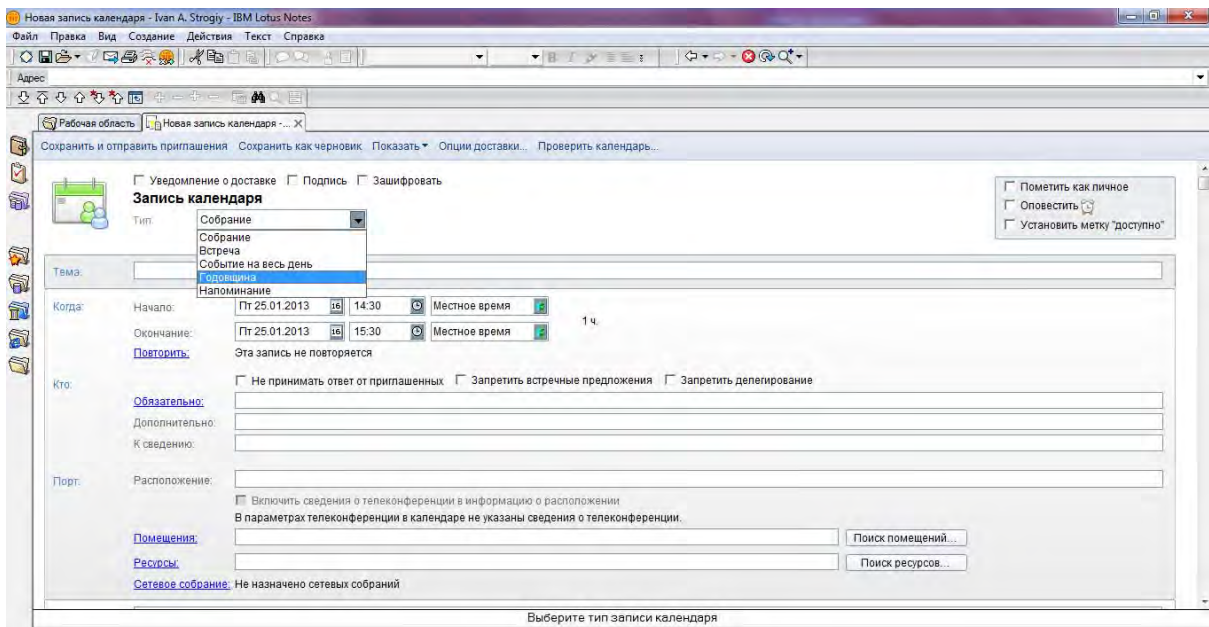 Новая запись календаря - Ivan A. Strogiy - IBM Lotus Notes
Файл Правка Вид Создание Действия Текст Справка
Адрес
Рабочая область Новая запись календаря -...
Сохранить и отправить приглашения Сохранить как черновик Показать Опции доставки... Проверить календарь...
Уведомление о доставке Подпись Зашифровать
Пометить как личное
Запись календаря
Оповестить
Тип: Собрание
Установить метку "доступно"
Собрание
Встреча
Событие на весь день
Годовщина
Напоминание
Тема:
Когда: Начало: Пт 25.01.2013 16 14:30 Местное время
1 ч.
Окончание: Пт 25.01.2013 16 15:30 Местное время
Повторить: Эта запись не повторяется
Кто: Не принимать ответ от приглашенных Запретить встречные предложения Запретить делегирование
Обязательно:
Дополнительно:
К сведению:
Порт: Расположение:
Включить сведения о телеконференции в информацию о расположении
В параметрах телеконференции в календаре не указаны сведения о телеконференции.
Помещения: Поиск помещений...
Ресурсы: Поиск ресурсов...
Сетевое собрание: Не назначено сетевых собраний
Выберите тип записи календаря